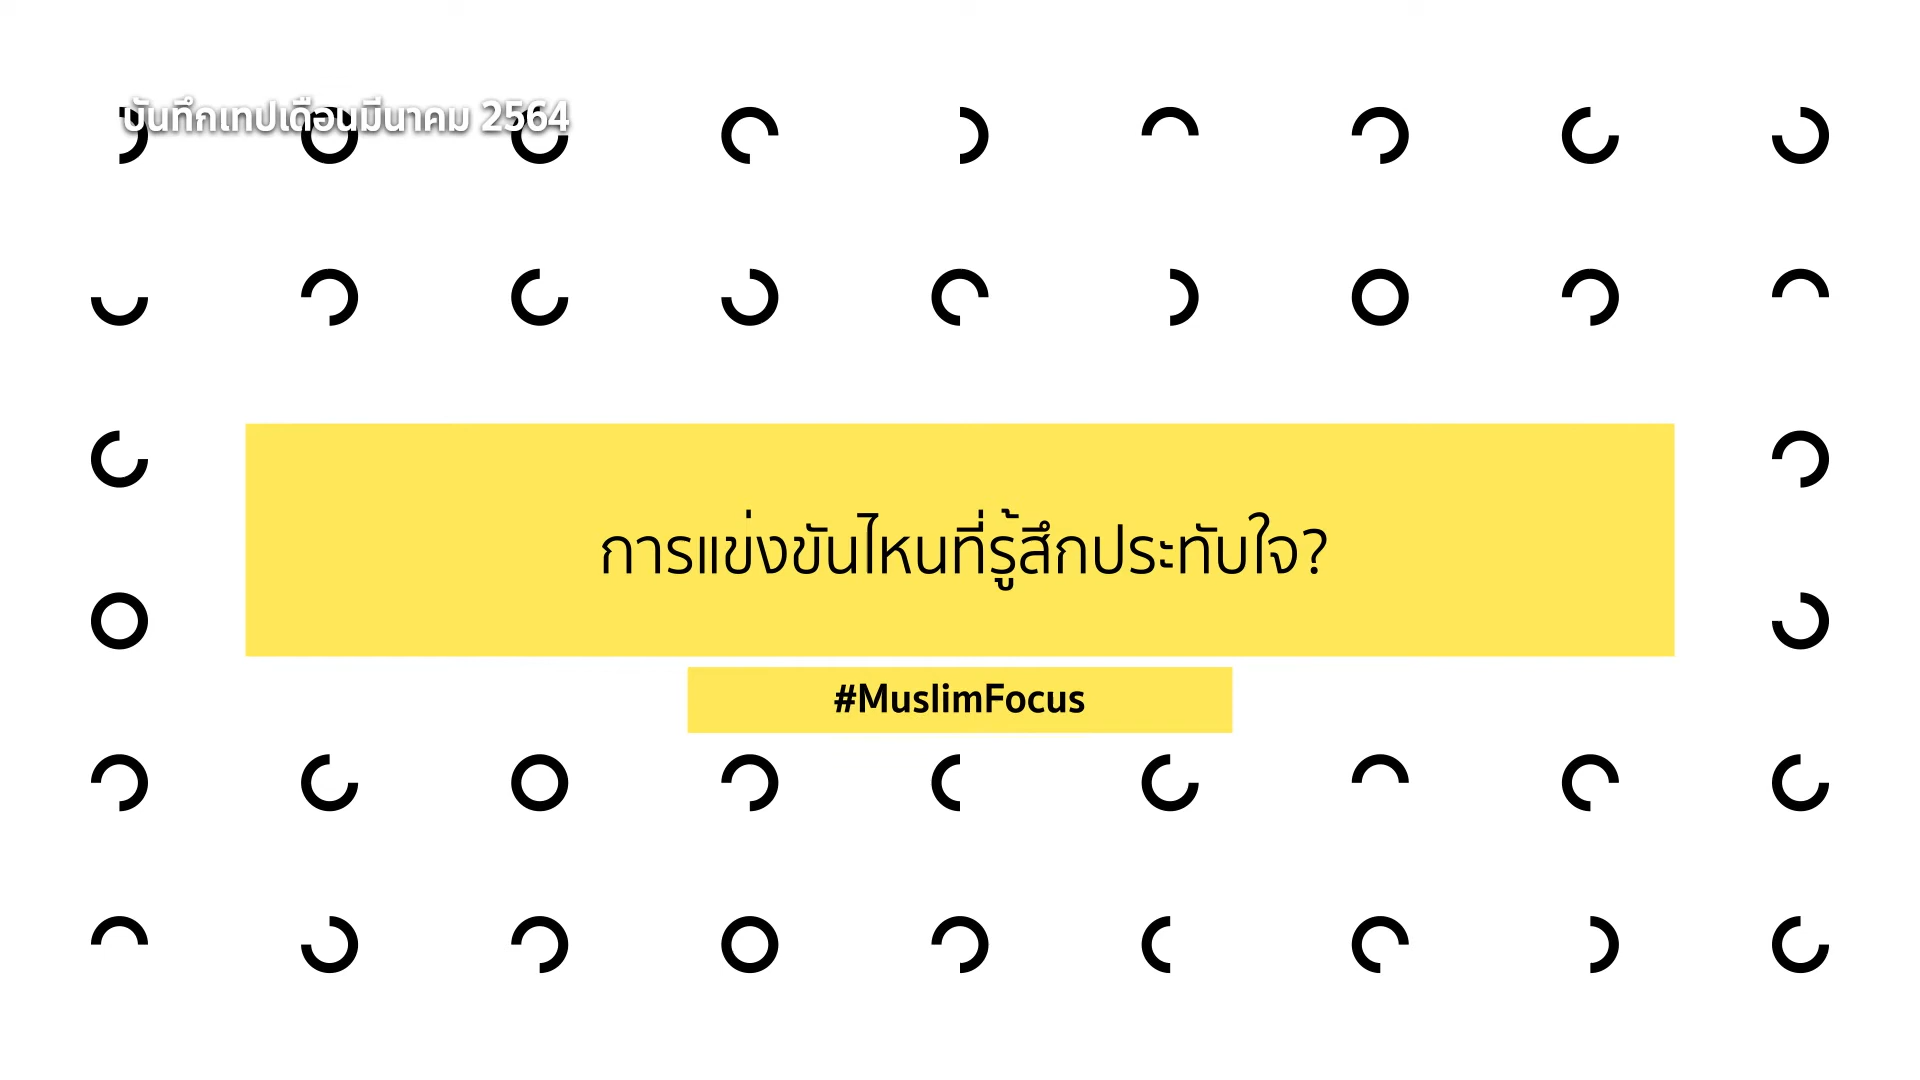 บันทึกเทปเดือนมีนาคม 2564
การแข่งขันไหนที่รู้สึกประทับใจ?
#MuslimFocus